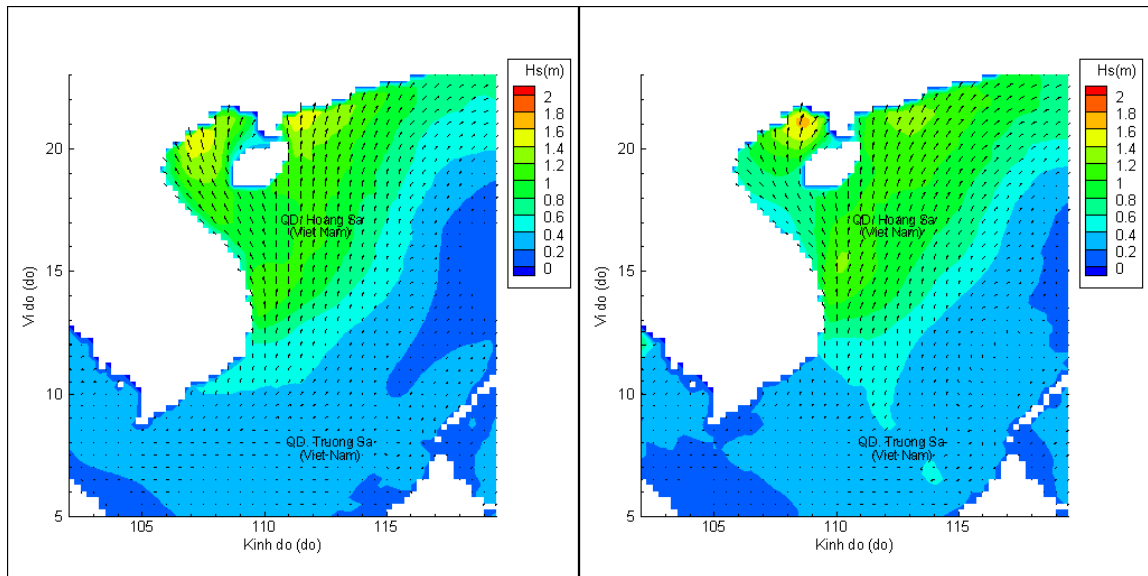 Hs(m)
2
1.8
1.6
1.4
1.2
1
0.8
0.6
0.4
0.2
0
20
15
10
5
Vi do (do)
QD. Hoang Sa
(Viet Nam)
QD. Truong Sa
(Viet Nam)
105
110
115
Kinh do (do)
Hs(m)
2
1.8
1.6
1.4
1.2
1
0.8
0.6
0.4
0.2
0
20
15
10
5
Vi do (do)
QD. Hoang Sa
(Viet Nam)
QD. Truong Sa
(Viet Nam)
105
110
115
Kinh do (do)